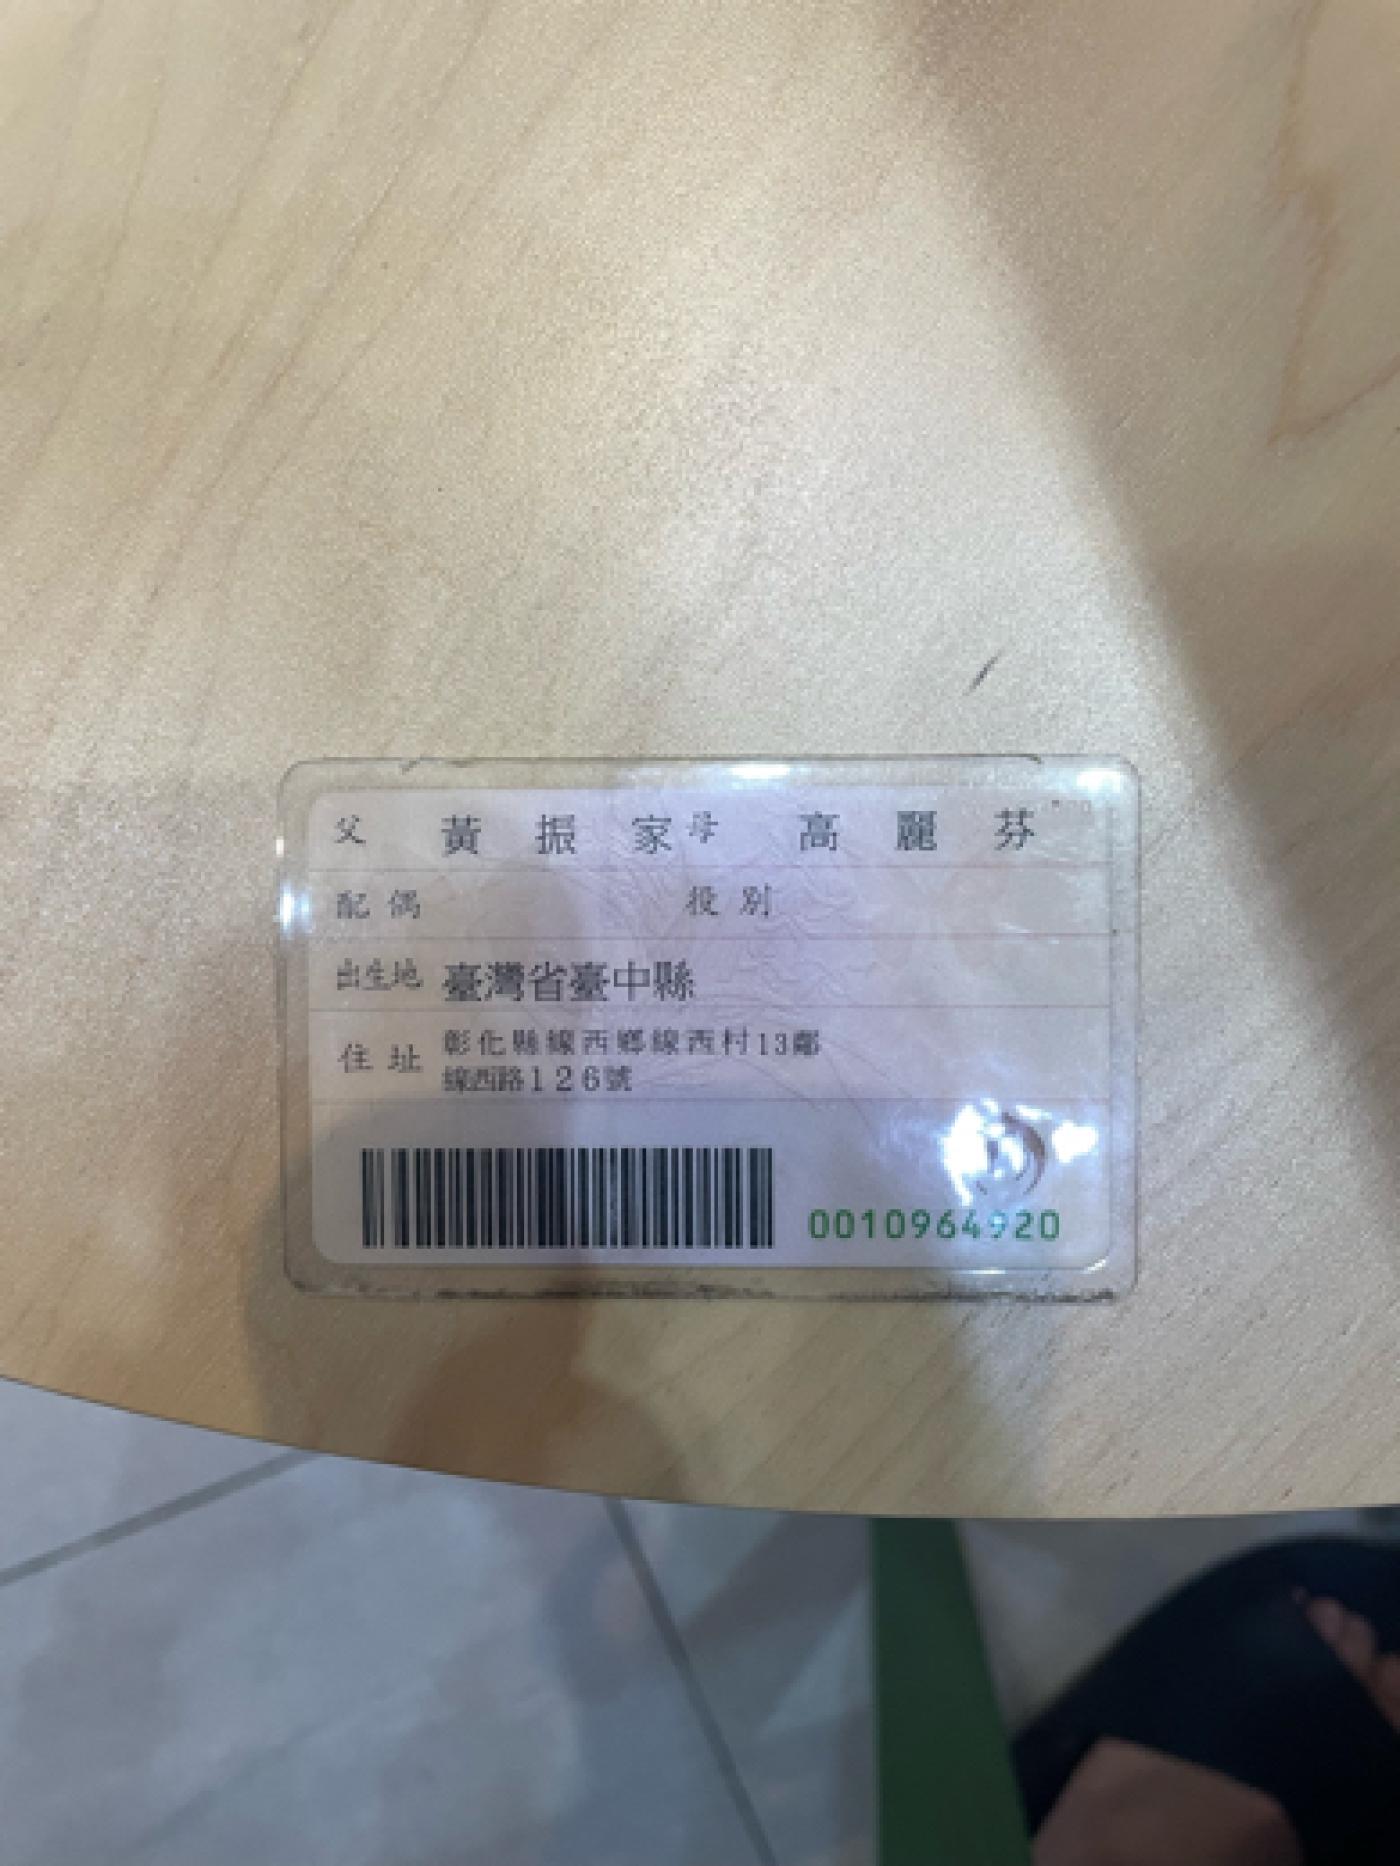 父 黃振家 母 高麗芬
配偶 役別
出生地 臺灣省臺中縣
住址 彰化縣線西鄉線西村13鄰
線西路126號
0010964920